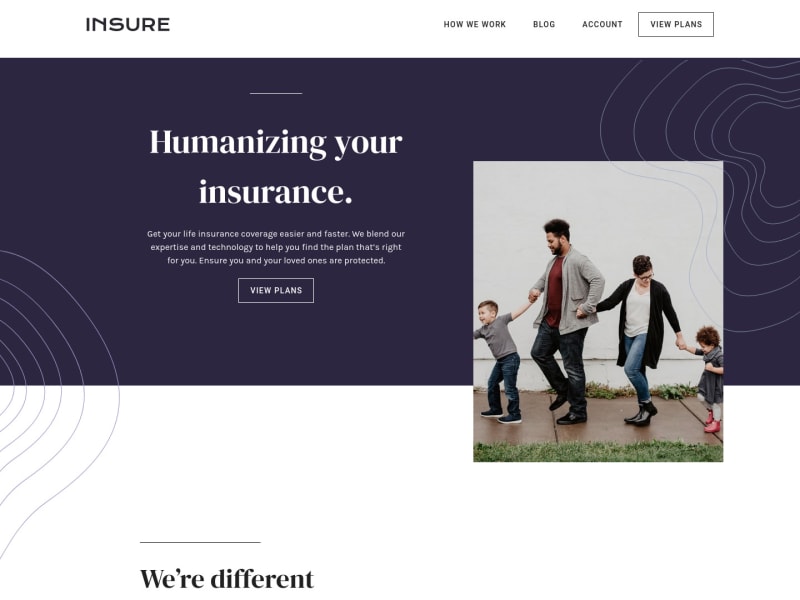 INSURE
HOW WE WORK
BLOG
ACCOUNT
VIEW PLANS
Humanizing your
insurance.
Get your life insurance coverage easier and faster. We blend our
expertise and technology to help you find the plan that's right
for you. Ensure you and your loved ones are protected.
VIEW PLANS
We’re different